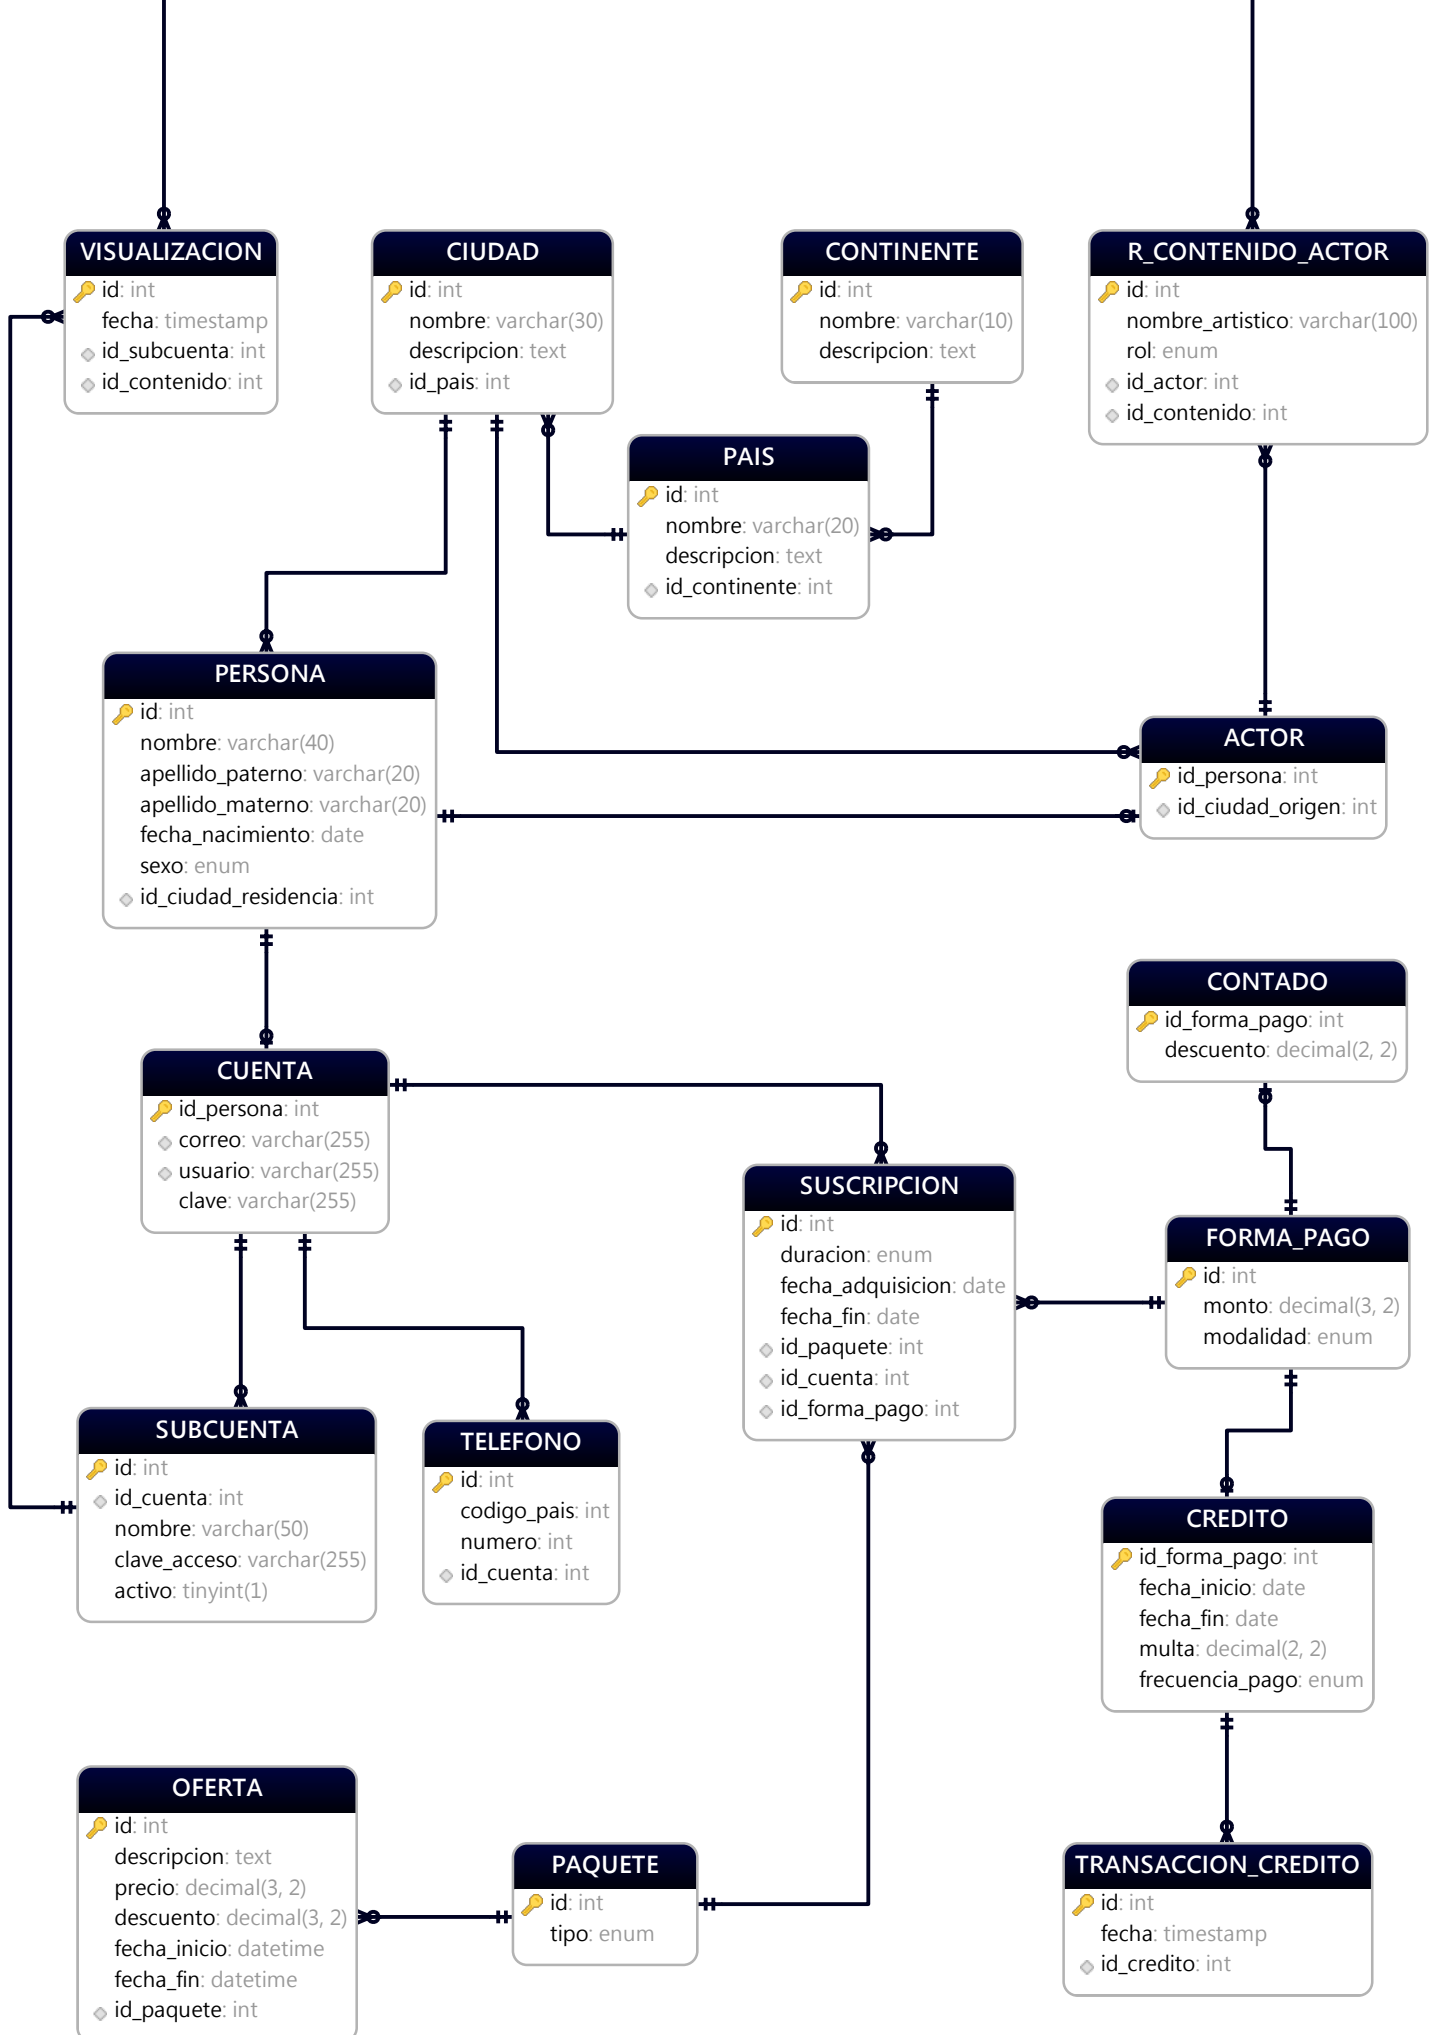 VISUALIZACION
id: int
fecha: timestamp
id_subcuenta: int
id_contenido: int
CIUDAD
id: int
nombre: varchar(30)
descripcion: text
id_pais: int
CONTINENTE
id: int
nombre: varchar(10)
descripcion: text
R_CONTENIDO_ACTOR
id: int
nombre_artistico: varchar(100)
rol: enum
id_actor: int
id_contenido: int
PAIS
id: int
nombre: varchar(20)
descripcion: text
id_continente: int
PERSONA
id: int
nombre: varchar(40)
apellido_paterno: varchar(20)
apellido_materno: varchar(20)
fecha_nacimiento: date
sexo: enum
id_ciudad_residencia: int
ACTOR
id_persona: int
id_ciudad_origen: int
CONTADO
id_forma_pago: int
descuento: decimal(2, 2)
CUENTA
id_persona: int
correo: varchar(255)
usuario: varchar(255)
clave: varchar(255)
SUSCRIPCION
id: int
duracion: enum
fecha_adquisicion: date
fecha_fin: date
id_paquete: int
id_cuenta: int
id_forma_pago: int
FORMA_PAGO
id: int
monto: decimal(3, 2)
modalidad: enum
SUBCUENTA
id: int
id_cuenta: int
nombre: varchar(50)
clave_acceso: varchar(255)
activo: tinyint(1)
TELEFONO
id: int
codigo_pais: int
numero: int
id_cuenta: int
CREDITO
id_forma_pago: int
fecha_inicio: date
fecha_fin: date
multa: decimal(2, 2)
frecuencia_pago: enum
OFERTA
id: int
descripcion: text
precio: decimal(3, 2)
descuento: decimal(3, 2)
fecha_inicio: datetime
fecha_fin: datetime
id_paquete: int
PAQUETE
id: int
tipo: enum
TRANSACCION_CREDITO
id: int
fecha: timestamp
id_credito: int